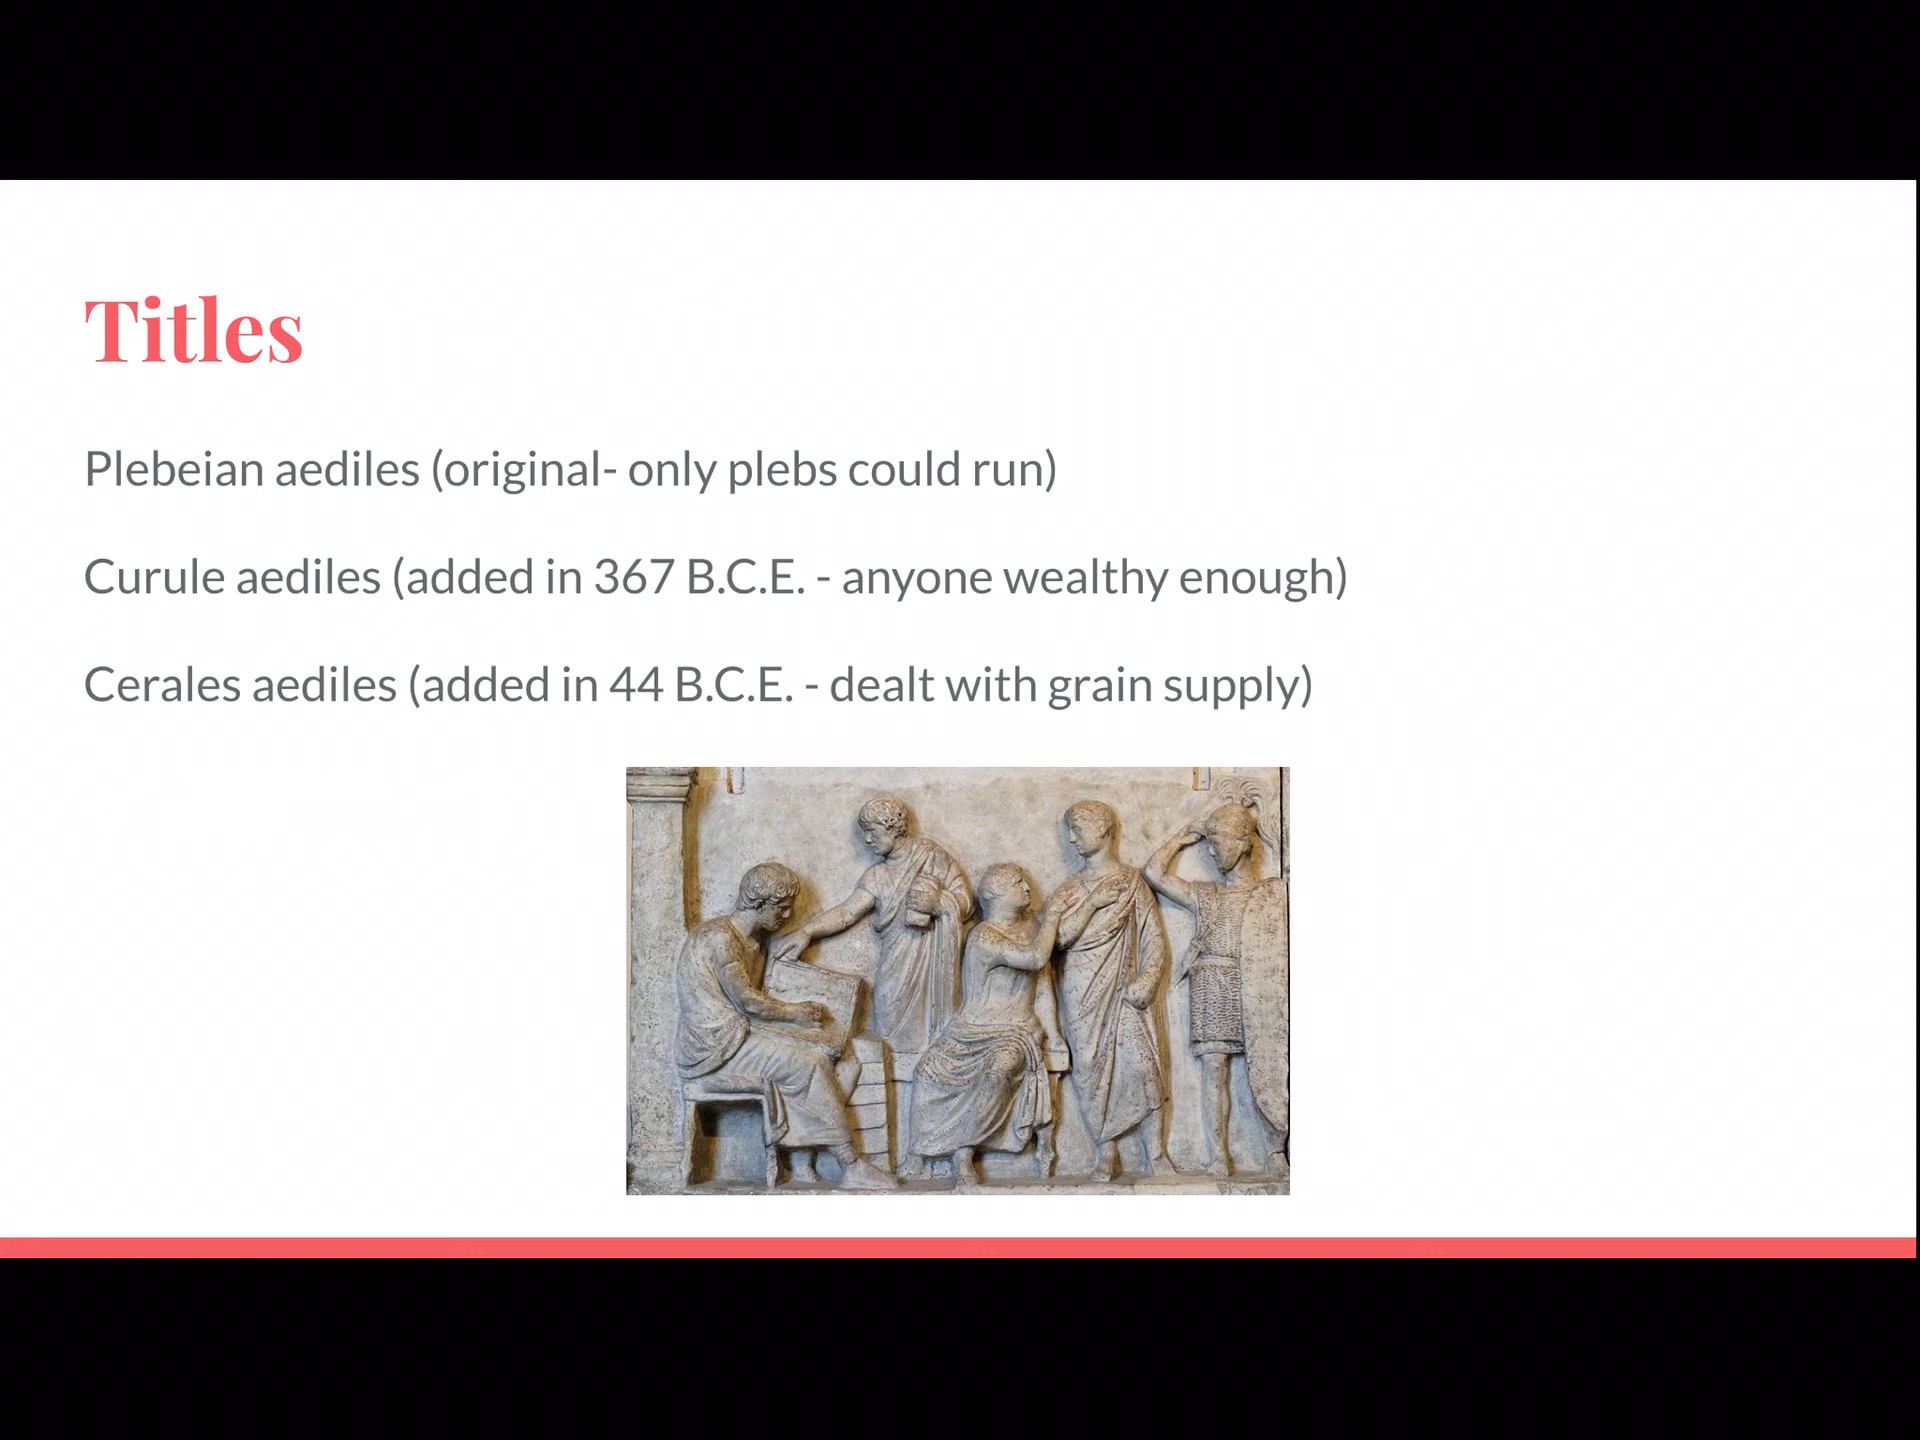 Titles
Plebeian aediles (original- only plebs could run)
Curule aediles (added in 367 B.C.E. - anyone wealthy enough)
Cerales aediles (added in 44 B.C.E. - dealt with grain supply)